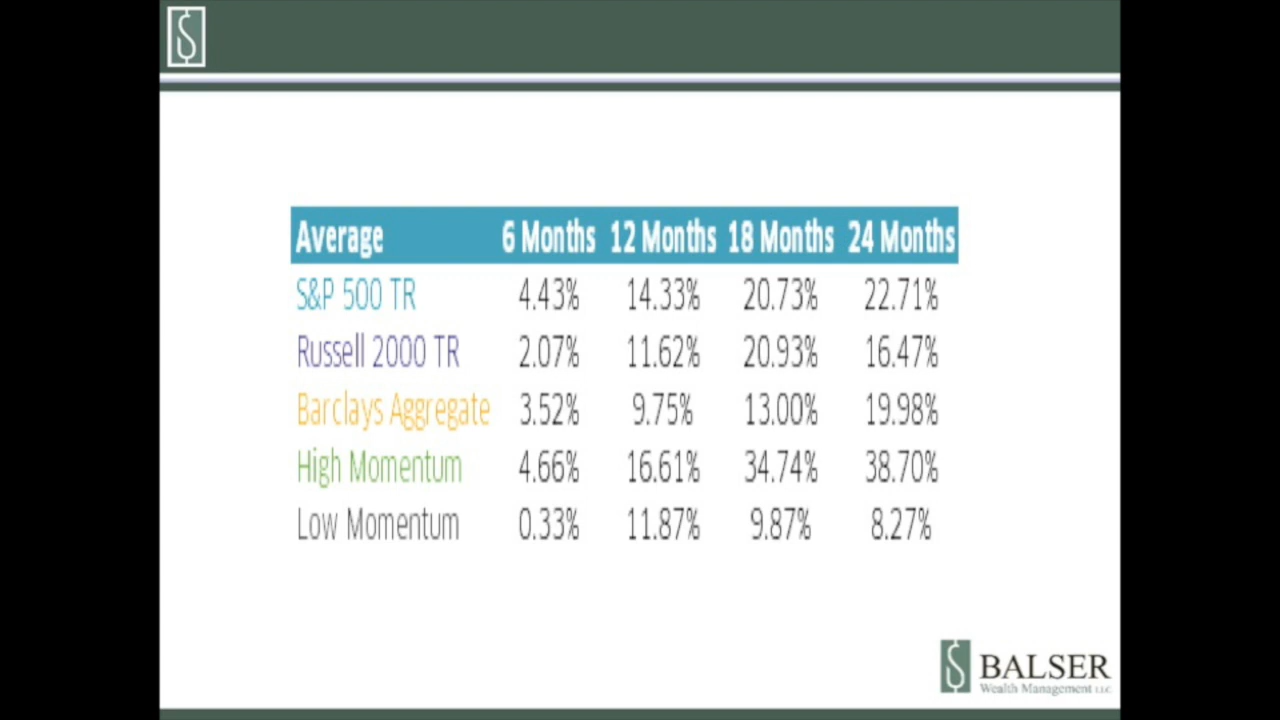 Average 6 Months 12 Months 18 Months 24 Months
S&P 500 TR 4.43% 14.33% 20.73% 22.71%
Russell 2000 TR 2.07% 11.62% 20.93% 16.47%
Barclays Aggregate 3.52% 9.75% 13.00% 19.98%
High Momentum 4.66% 16.61% 34.74% 38.70%
Low Momentum 0.33% 11.87% 9.87% 8.27%
BALSER
Wealth Management LLC